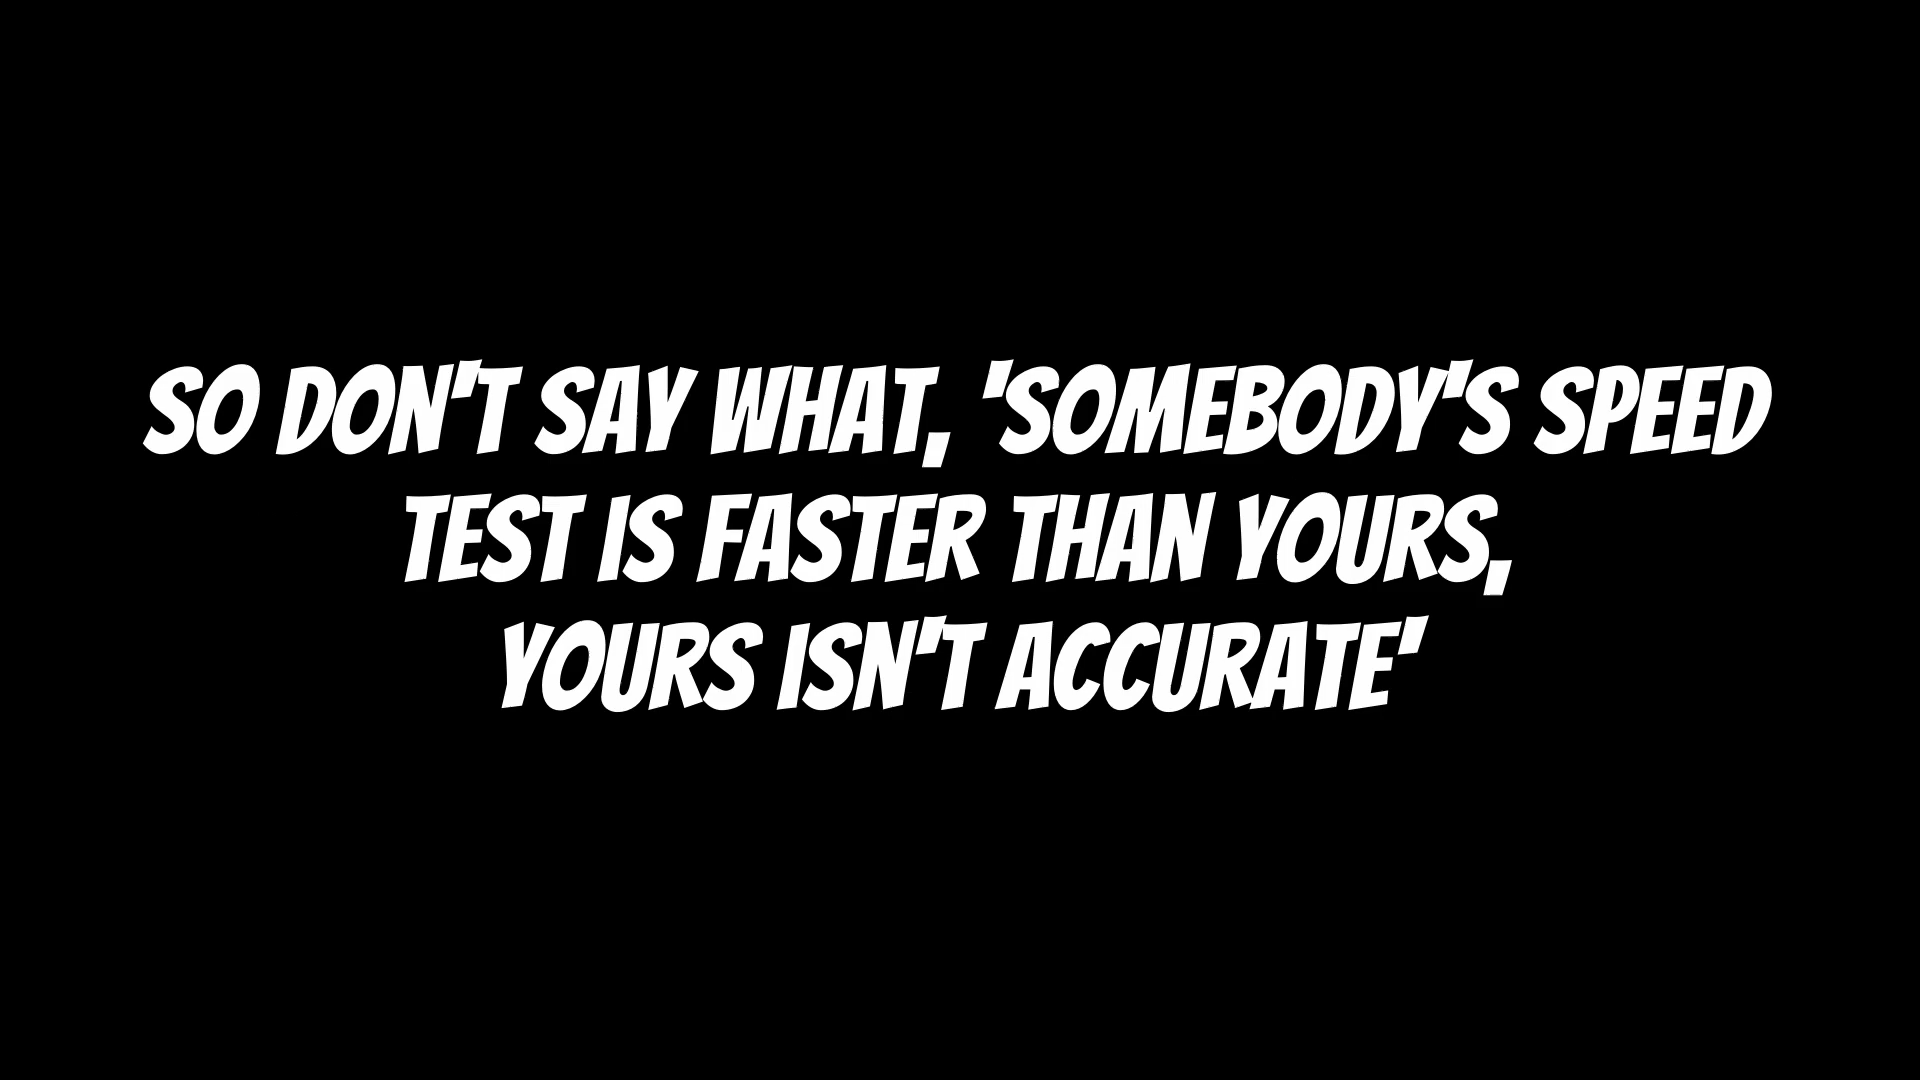 SO DON'T SAY WHAT, 'SOMEBODY'S SPEED
TEST IS FASTER THAN YOURS,
YOURS ISN'T ACCURATE'